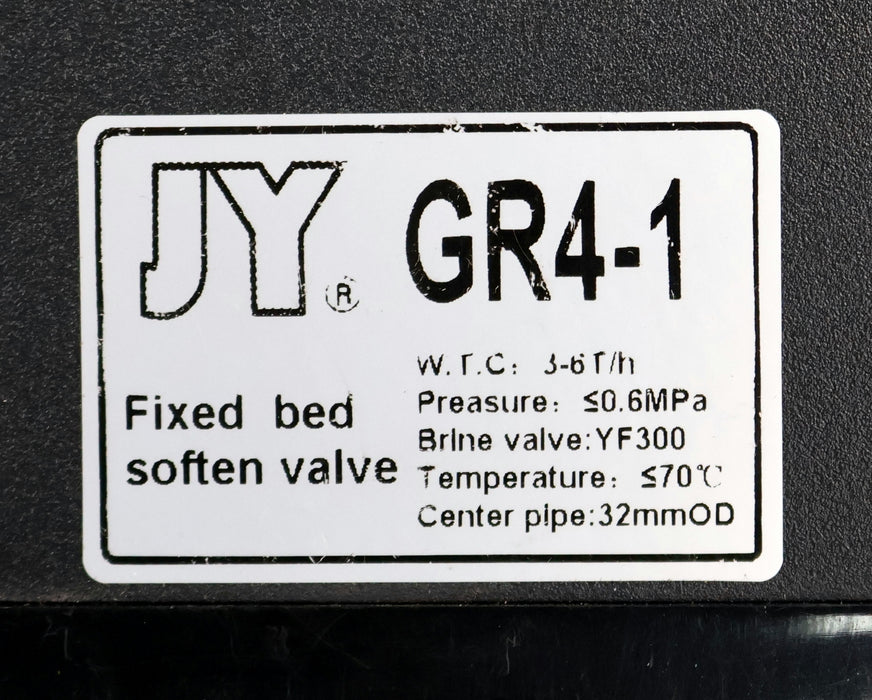 JY® GR4-1
W.T.C: 3-6T/h
Fixed bed
soften valve
Preasure: ≤0.6MPa
Brine valve:YF300
Temperature: ≤70℃
Center pipe:32mmOD